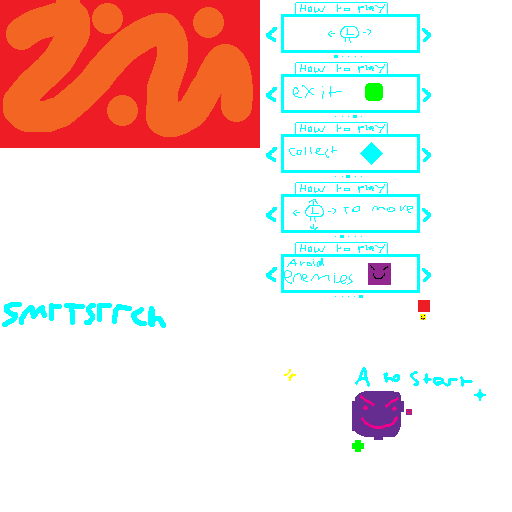 How to play
< ←L→ >
How to play
< exit >
How to play
< collect >
How to play
< ←L→ to move >
How to play
< Avoid
enemies >
SMRTSRRCH
A to Start